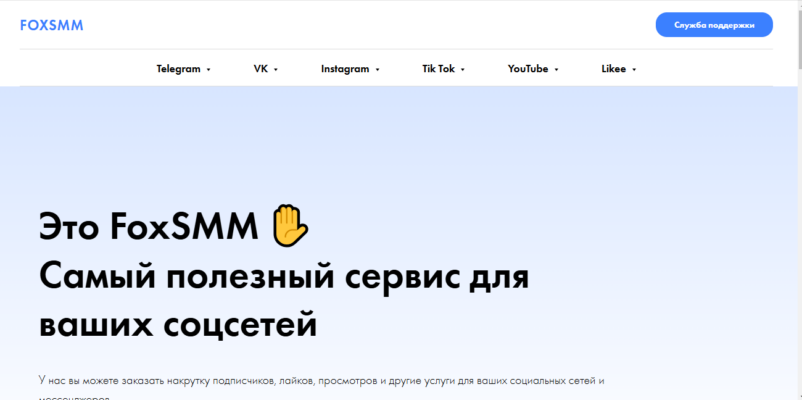 FOXSMM
Служба поддержки
Telegram
VK
Instagram
Tik Tok
YouTube
Likee
Это FoxSMM
Самый полезный сервис для
ваших соцсетей
У нас вы можете заказать накрутку подписчиков, лайков, просмотров и другие услуги для ваших социальных сетей и